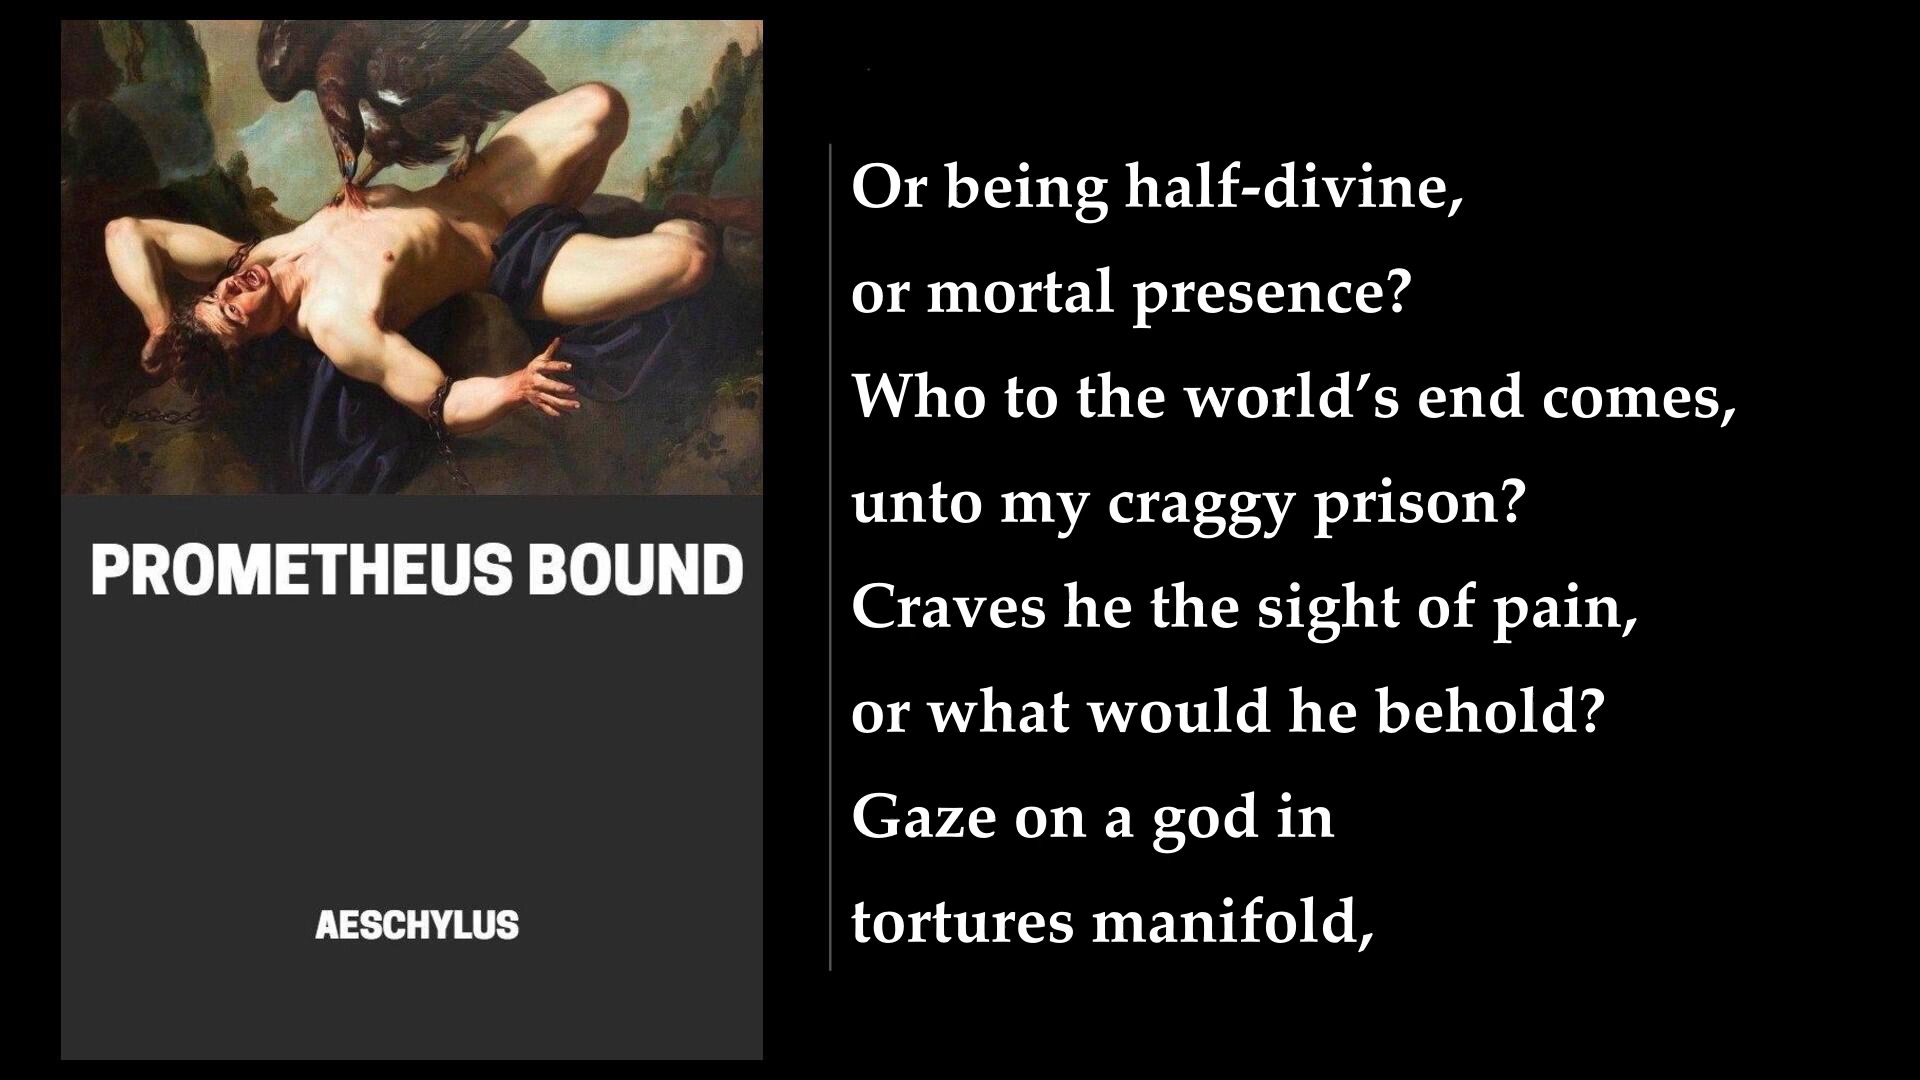 PROMETHEUS BOUND
AESCHYLUS
Or being half-divine,
or mortal presence?
Who to the world’s end comes,
unto my craggy prison?
Craves he the sight of pain,
or what would he behold?
Gaze on a god in
tortures manifold,